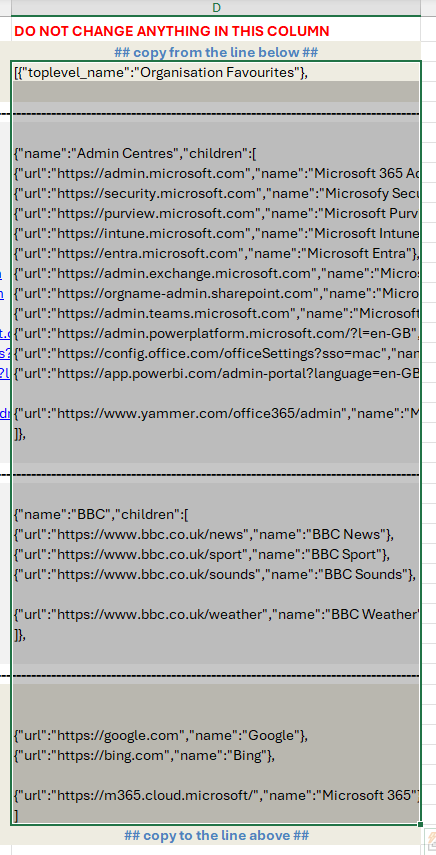 D
DO NOT CHANGE ANYTHING IN THIS COLUMN
## copy from the line below ##
[{"toplevel_name":"Organisation Favourites"},
{"name":"Admin Centres","children":[
{"url":"https://admin.microsoft.com","name":"Microsoft 365
{"url":"https://security.microsoft.com","name":"Microsofy
{"url":"https://purview.microsoft.com","name":"Microsoft
{"url":"https://intune.microsoft.com","name":"Microsoft Intune
{"url":"https://entra.microsoft.com","name":"Microsoft Entra"},
{"url":"https://admin.exchange.microsoft.com","name":"Micro
{"url":"https://orgname-admin.sharepoint.com","name":"Micro
{"url":"https://admin.teams.microsoft.com","name":"Microsoft
{"url":"https://admin.powerplatform.microsoft.com/?l=en-GB",
{"url":"https://config.office.com/officeSettings?sso=mac","nam
{"url":"https://app.powerbi.com/admin-portal?language=en-GB
{"url":"https://www.yammer.com/office365/admin","name":"M
]},
{"name":"BBC","children":[
{"url":"https://www.bbc.co.uk/news","name":"BBC News"},
{"url":"https://www.bbc.co.uk/sport","name":"BBC Sport"},
{"url":"https://www.bbc.co.uk/sounds","name":"BBC Sounds"},
{"url":"https://www.bbc.co.uk/weather","name":"BBC Weather"
]},
{"url":"https://google.com","name":"Google"},
{"url":"https://bing.com","name":"Bing"},
{"url":"https://m365.cloud.microsoft/","name":"Microsoft 365"}
]
## copy to the line above ##